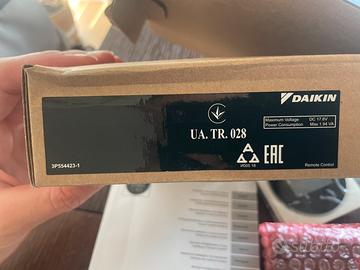 DAIKIN
Maximum Voltage DC 17.6V
Power Consumption Max 1.94 VA
UA. TR. 028
EAC
3P554423-1
Remote Control
subito